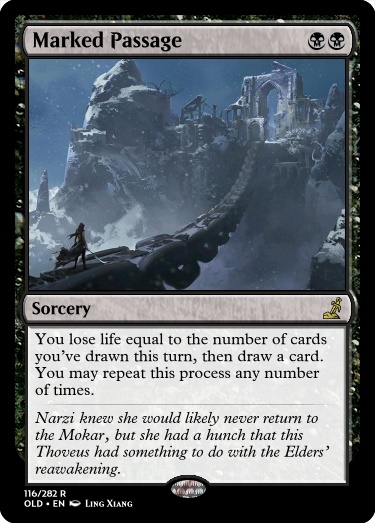 Marked Passage
Sorcery
You lose life equal to the number of cards
you've drawn this turn, then draw a card.
You may repeat this process any number
of times.
Narzi knew she would likely never return to
the Mokar, but she had a hunch that this
Thoveus had something to do with the Elders'
reawakening.
116/282 R
OLD • EN Ling Xiang